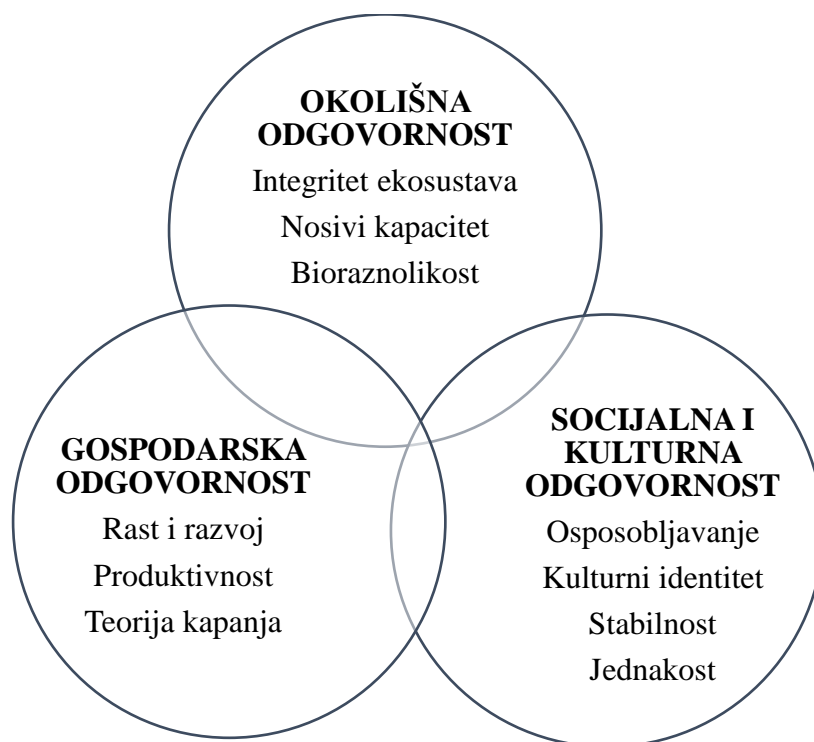 OKOLIŠNA
ODGOVORNOST
Integritet ekosustava
Nosivi kapacitet
Bioraznolikost
GOSPODARSKA
ODGOVORNOST
Rast i razvoj
Produktivnost
Teorija kapanja
SOCIJALNA I
KULTURNA
ODGOVORNOST
Osposobljavanje
Kulturni identitet
Stabilnost
Jednakost